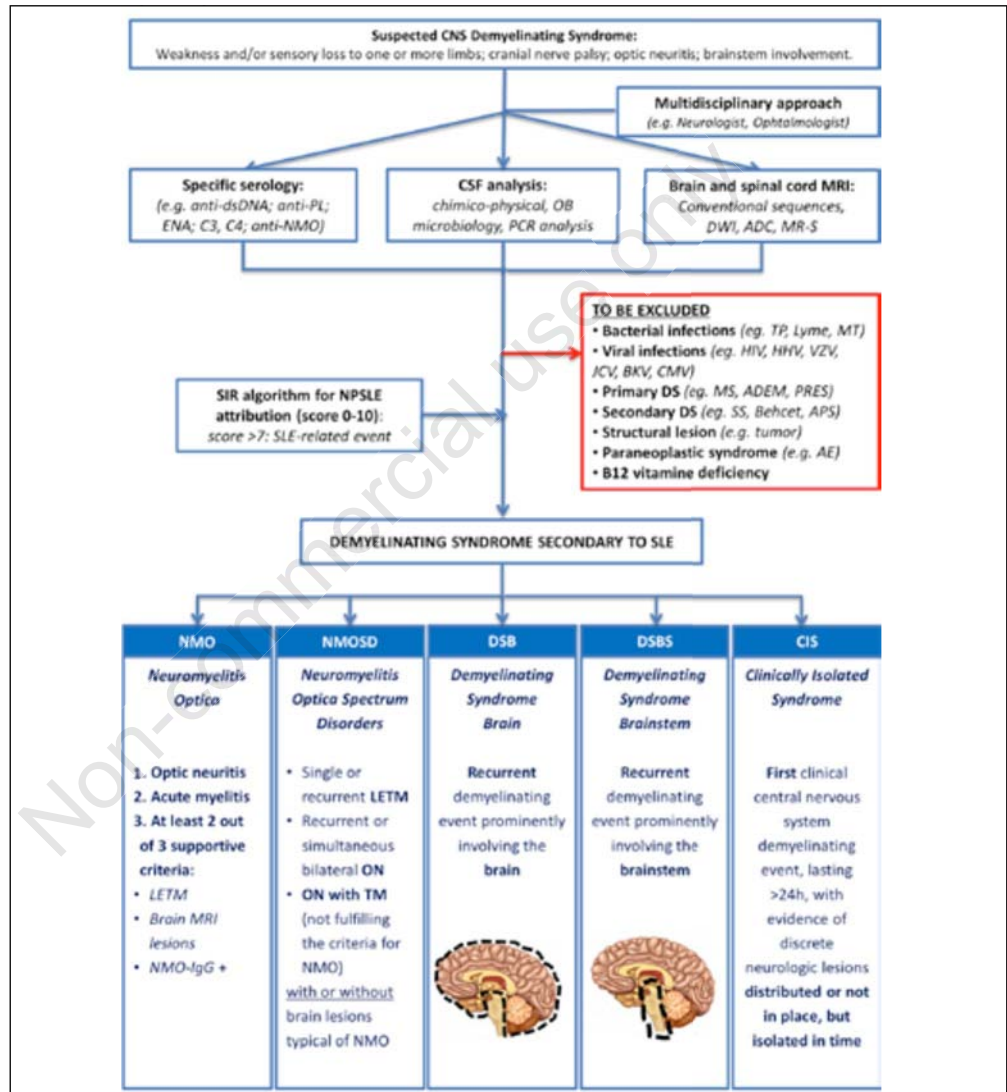 Suspected CNS Demyelinating Syndrome:
Weakness and/or sensory loss to one or more limbs; cranial nerve palsy; optic neuritis; brainstem involvement.
Multidisciplinary approach
(e.g. Neurologist, Ophtalmologist)
Specific serology:
(e.g. anti-dsDNA; anti-PL;
ENA; C3, C4; anti-NMO)
CSF analysis:
chimico-physical, OB
microbiology, PCR analysis
Brain and spinal cord MRI:
Conventional sequences,
DWI, ADC, MR-S
TO BE EXCLUDED
• Bacterial infections (eg. TP, Lyme, MT)
• Viral infections (eg. HIV, HHV, VZV,
JCV, BKV, CMV)
• Primary DS (eg. MS, ADEM, PRES)
• Secondary DS (eg. SS, Behcet, APS)
• Structural lesion (e.g. tumor)
• Paraneoplastic syndrome (e.g. AE)
• B12 vitamine deficiency
SIR algorithm for NPSLE
attribution (score 0-10):
score >7: SLE-related event
DEMYELINATING SYNDROME SECONDARY TO SLE
NMO
Neuromyelitis
Optica
1. Optic neuritis
2. Acute myelitis
3. At least 2 out
of 3 supportive
criteria:
• LETM
• Brain MRI
lesions
• NMO-IgG +
NMOSD
Neuromyelitis
Optica Spectrum
Disorders
• Single or
recurrent LETM
• Recurrent or
simultaneous
bilateral ON
• ON with TM
(not fulfilling
the criteria for
NMO)
with or without
brain lesions
typical of NMO
DSB
Demyelinating
Syndrome
Brain
Recurrent
demyelinating
event prominently
involving the
brain
DSBS
Demyelinating
Syndrome
Brainstem
Recurrent
demyelinating
event prominently
involving the
brainstem
CIS
Clinically Isolated
Syndrome
First clinical
central nervous
system
demyelinating
event, lasting
>24h, with
evidence of
discrete
neurologic lesions
distributed or not
in place, but
isolated in time
Non-commercial use only